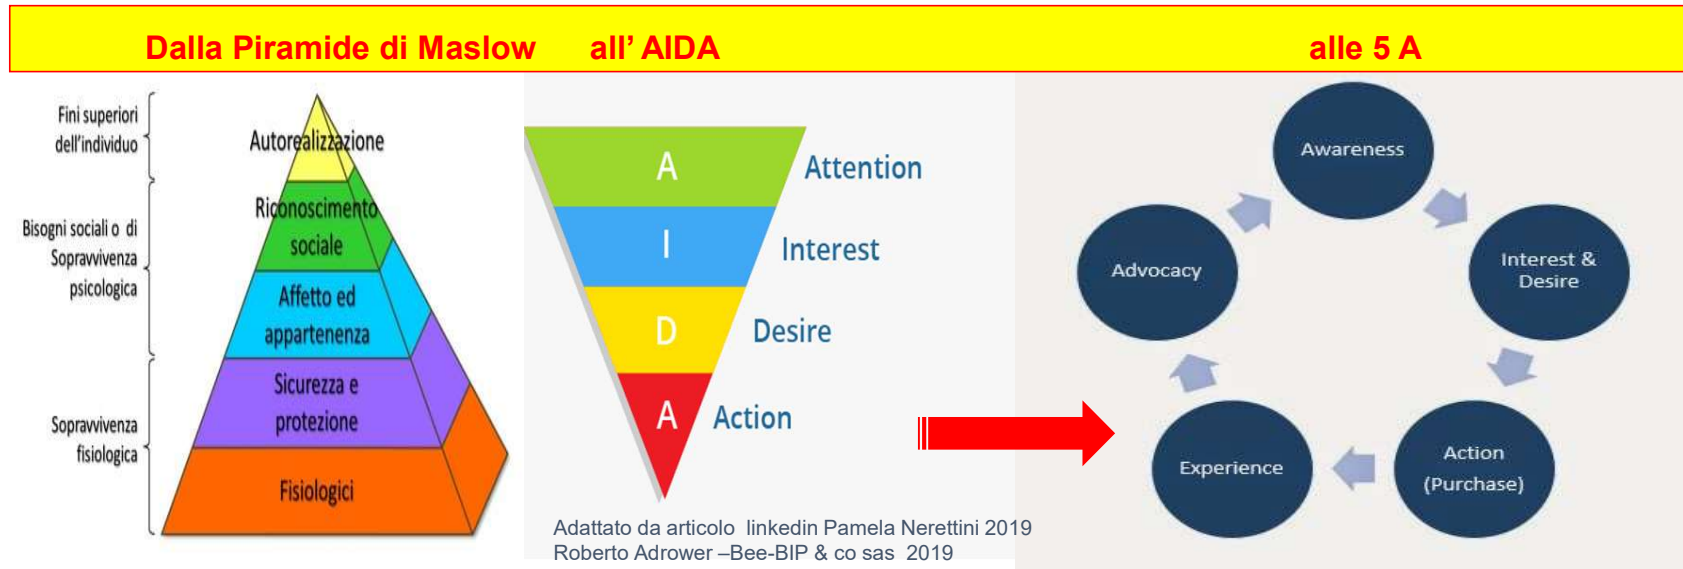 Dalla Piramide di Maslow all’ AIDA alle 5 A
Fini superiori
dell'individuo
Bisogni sociali o di
Sopravvivenza
psicologica
Sopravvivenza
fisiologica
Autorealizzazione
Riconoscimento
sociale
Affetto ed
appartenenza
Sicurezza e
protezione
Fisiologici
A Attention
I Interest
D Desire
A Action
Adattato da articolo linkedin Pamela Nerettini 2019
Roberto Adrower –Bee-BIP & co sas 2019
Awareness
Interest &
Desire
Action
(Purchase)
Experience
Advocacy